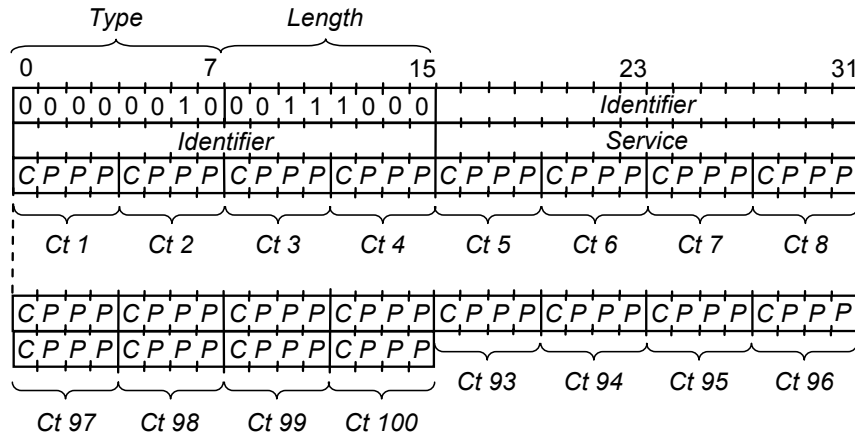 Type Length
0 7 15 23 31
0 0 0 0 0 0 1 0 0 0 1 1 1 0 0 0 Identifier
Identifier Service
C P P P C P P P C P P P C P P P C P P P C P P P C P P P C P P P
Ct 1 Ct 2 Ct 3 Ct 4 Ct 5 Ct 6 Ct 7 Ct 8
C P P P C P P P C P P P C P P P C P P P C P P P C P P P C P P P
C P P P C P P P C P P P C P P P
Ct 93 Ct 94 Ct 95 Ct 96
Ct 97 Ct 98 Ct 99 Ct 100